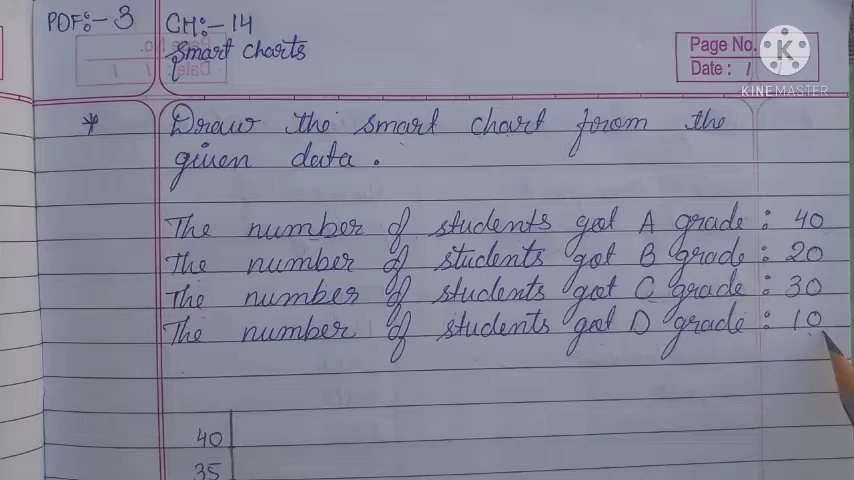 PDF:- 3
CH:- 14
Smart charts
Page No.
Date : / /
K
KINEMASTER
* Draw the smart chart from the
given data.
The number of students got A grade : 40
The number of students got B grade : 20
The number of students got C grade : 30
The number of students got D grade : 10
40
35